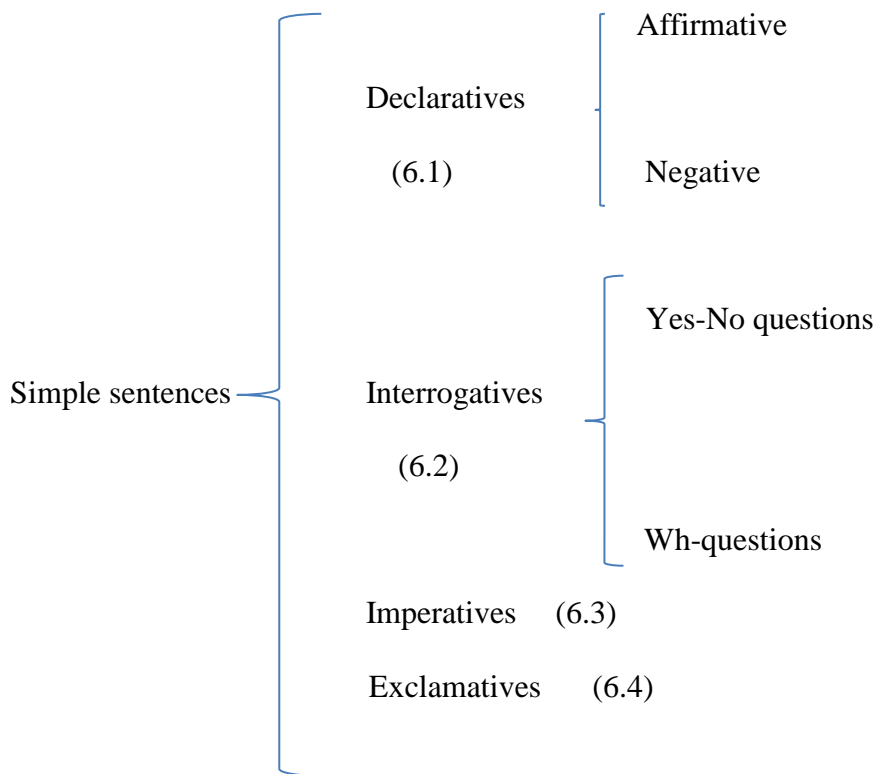 Affirmative
Declaratives
(6.1)
Negative
Yes-No questions
Simple sentences
Interrogatives
(6.2)
Wh-questions
Imperatives (6.3)
Exclamatives (6.4)